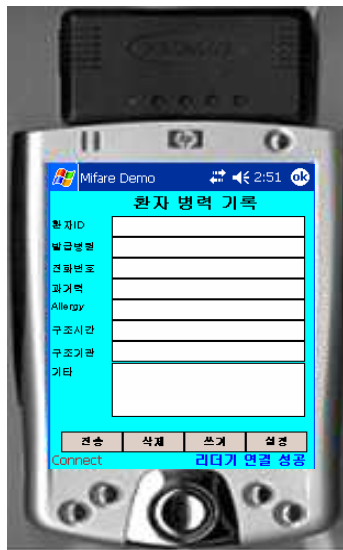 Mifare Demo 2:51 ok
환자 병력 기록
환자ID
발급병원
전화번호
과거력
Allergy
구조시간
구조기관
기타
전송 삭제 쓰기 설정
Connect 리더기 연결 성공